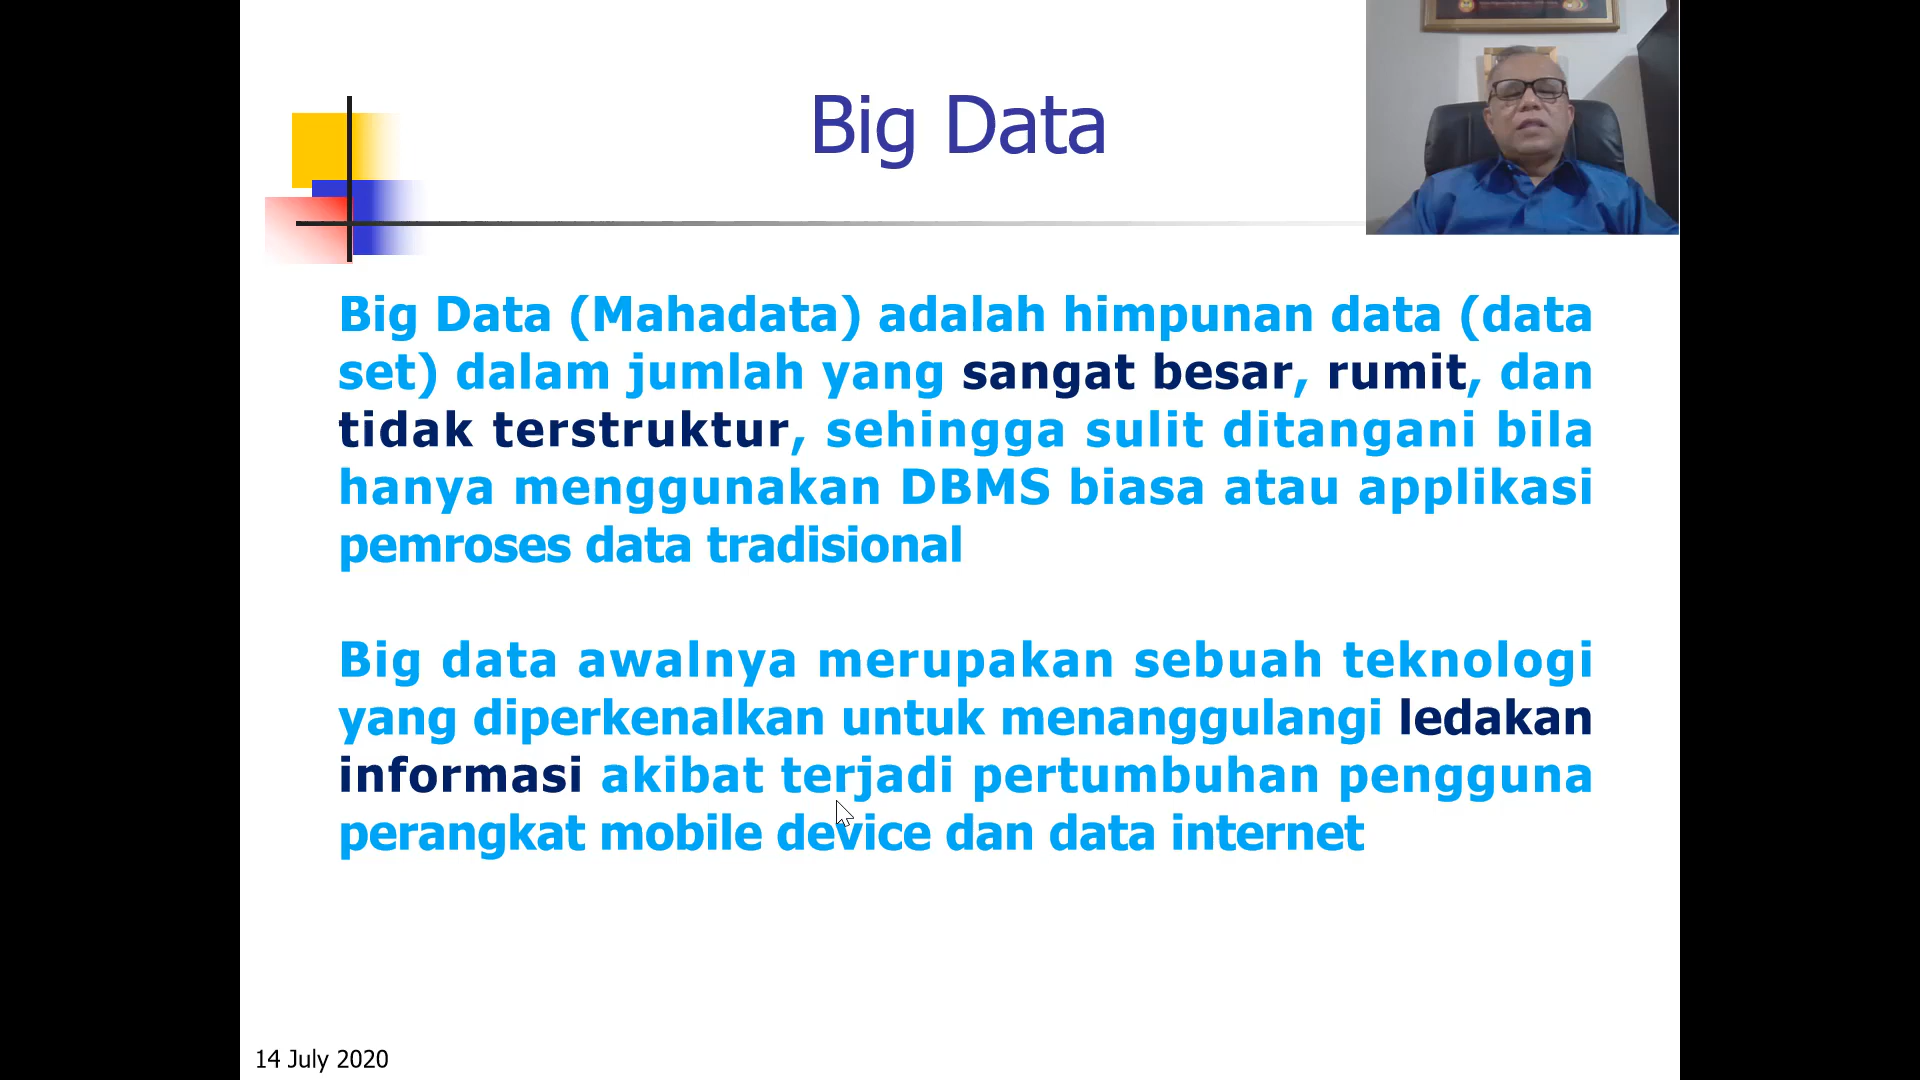 Big Data
Big Data (Mahadata) adalah himpunan data (data
set) dalam jumlah yang sangat besar, rumit, dan
tidak terstruktur, sehingga sulit ditangani bila
hanya menggunakan DBMS biasa atau applikasi
pemroses data tradisional
Big data awalnya merupakan sebuah teknologi
yang diperkenalkan untuk menanggulangi ledakan
informasi akibat terjadi pertumbuhan pengguna
perangkat mobile device dan data internet
14 July 2020